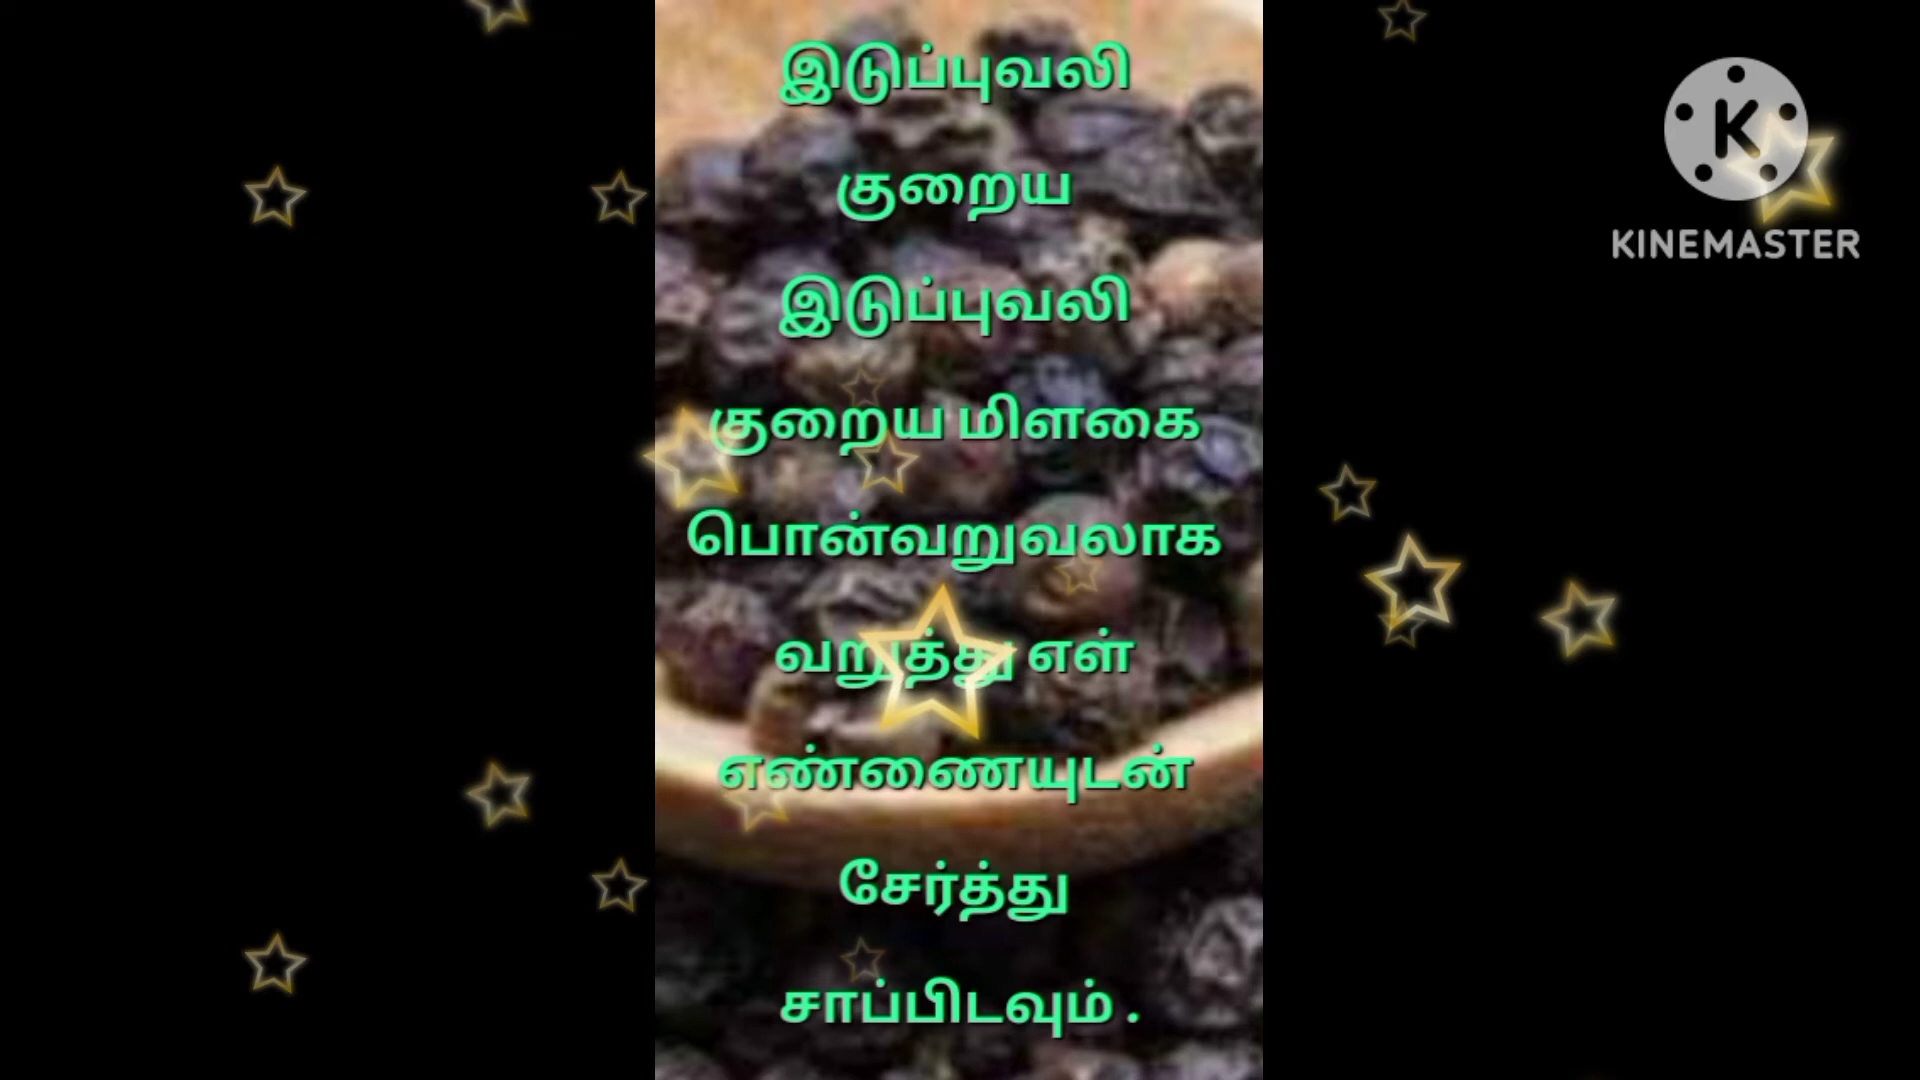 இடுப்புவலி
குறைய
இடுப்புவலி
குறைய மிளகை
பொன்வறுவலாக
வறுத்து எள்
எண்ணையுடன்
சேர்த்து
சாப்பிடவும் .
K
KINEMASTER